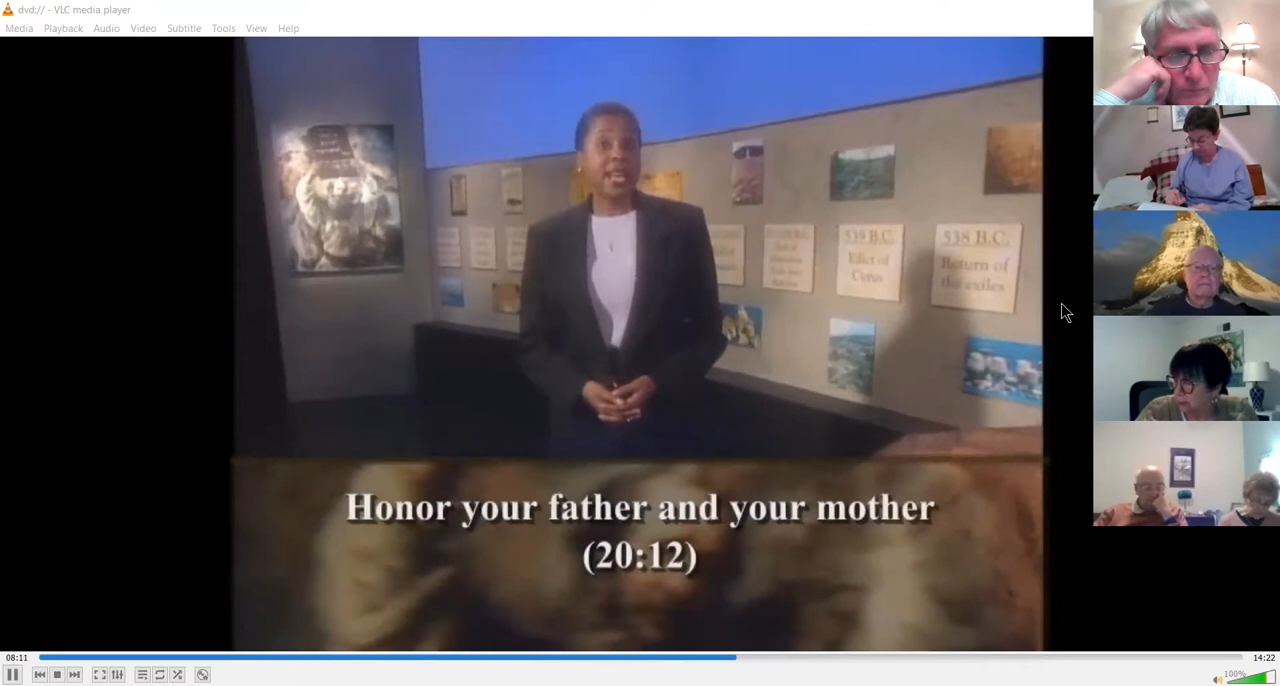 dvd:// - VLC media player
Media Playback Audio Video Subtitle Tools View Help
539 B.C.
Edict of
Cyrus
538 B.C.
Return of
the exiles
Honor your father and your mother
(20:12)
08:11
14:22
100%